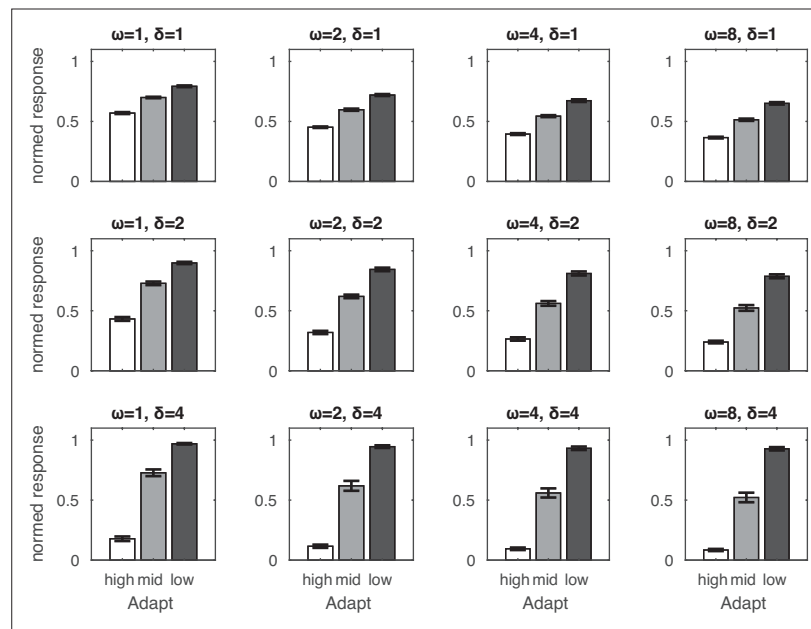 ω=1, δ=1 ω=2, δ=1 ω=4, δ=1 ω=8, δ=1
normed response
1 1 1 1
0.5 0.5 0.5 0.5
0 0 0 0
ω=1, δ=2 ω=2, δ=2 ω=4, δ=2 ω=8, δ=2
normed response
1 1 1 1
0.5 0.5 0.5 0.5
0 0 0 0
ω=1, δ=4 ω=2, δ=4 ω=4, δ=4 ω=8, δ=4
normed response
1 1 1 1
0.5 0.5 0.5 0.5
0 0 0 0
high mid low high mid low high mid low high mid low
Adapt Adapt Adapt Adapt